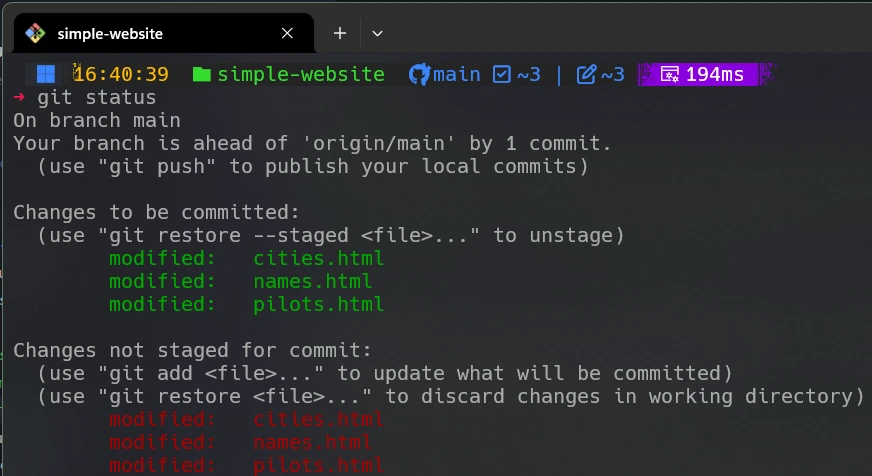 simple-website
16:40:39 simple-website main ~3 | ~3 194ms
→ git status
On branch main
Your branch is ahead of 'origin/main' by 1 commit.
(use "git push" to publish your local commits)
Changes to be committed:
(use "git restore --staged <file>..." to unstage)
modified: cities.html
modified: names.html
modified: pilots.html
Changes not staged for commit:
(use "git add <file>..." to update what will be committed)
(use "git restore <file>..." to discard changes in working directory)
modified: cities.html
modified: names.html
modified: pilots.html